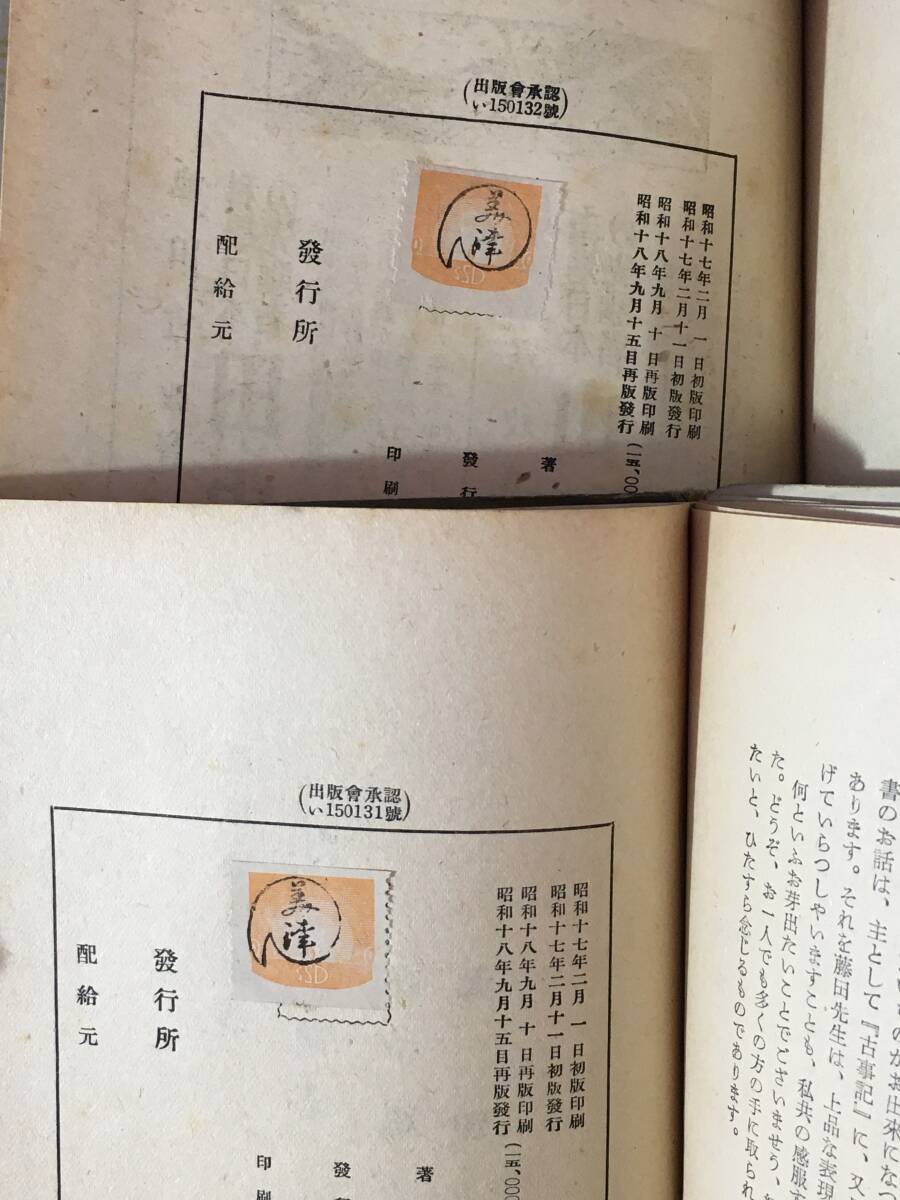 (出版會承認
い150132號)
昭和十七年二月　一日初版印刷
昭和十七年二月十一日初版發行
昭和十八年九月　十日再版印刷
昭和十八年九月十五目再版發行
(一五、00
著
發行
印刷
發行所
配給元
美津
書のお話は、主として『古事記』に、又
あります。それを藤田先生は、上品な表現
げていらつしやいますことも、私共の感服
何といふお芽出たいことでございませう、
た。どうぞ、お一人でも多くの方の手に取られ
たいと、ひたすら念じるものであります。
(出版會承認
い150131號)
昭和十七年二月　一日初版印刷
昭和十七年二月十一日初版發行
昭和十八年九月　十日再版印刷
昭和十八年九月十五目再版發行
(一五、000
著
發
印刷
發行所
配給元
美津